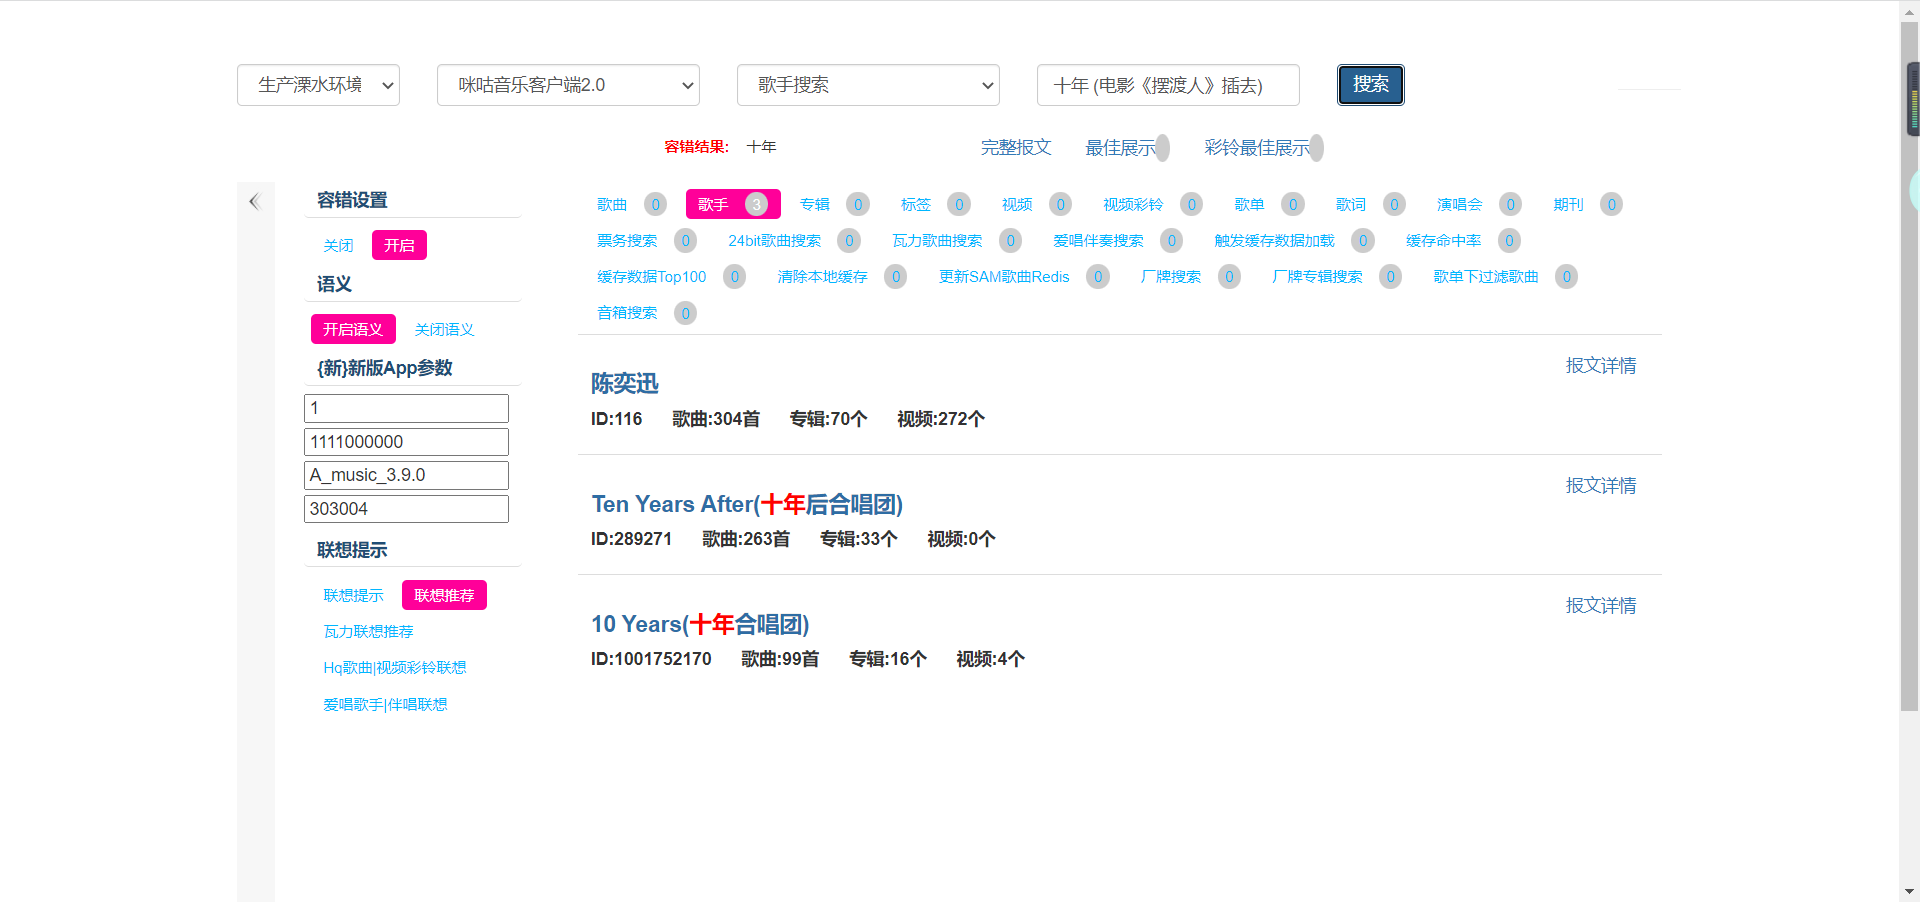 生产溧水环境 咪咕音乐客户端2.0 歌手搜索 十年 (电影《摆渡人》插去) 搜索
容错结果: 十年 完整报文 最佳展示 彩铃最佳展示
容错设置
关闭 开启
语义
开启语义 关闭语义
{新}新版App参数
1
1111000000
A_music_3.9.0
303004
联想提示
联想提示 联想推荐
瓦力联想推荐
Hq歌曲|视频彩铃联想
爱唱歌手|伴唱联想
歌曲 0 歌手 3 专辑 0 标签 0 视频 0 视频彩铃 0 歌单 0 歌词 0 演唱会 0 期刊 0
票务搜索 0 24bit歌曲搜索 0 瓦力歌曲搜索 0 爱唱伴奏搜索 0 触发缓存数据加载 0 缓存命中率 0
缓存数据Top100 0 清除本地缓存 0 更新SAM歌曲Redis 0 厂牌搜索 0 厂牌专辑搜索 0 歌单下过滤歌曲 0
音箱搜索 0
报文详情
陈奕迅
ID:116 歌曲:304首 专辑:70个 视频:272个
报文详情
Ten Years After(十年后合唱团)
ID:289271 歌曲:263首 专辑:33个 视频:0个
报文详情
10 Years(十年合唱团)
ID:1001752170 歌曲:99首 专辑:16个 视频:4个